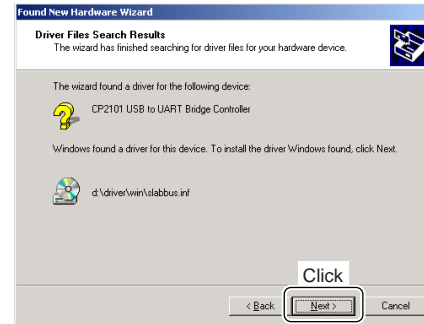 Found New Hardware Wizard
Driver Files Search Results
The wizard has finished searching for driver files for your hardware device.
The wizard found a driver for the following device:
CP2101 USB to UART Bridge Controller
Windows found a driver for this device. To install the driver Windows found, click Next.
d:\driver\win\slabbus.inf
Click
< Back
Next >
Cancel